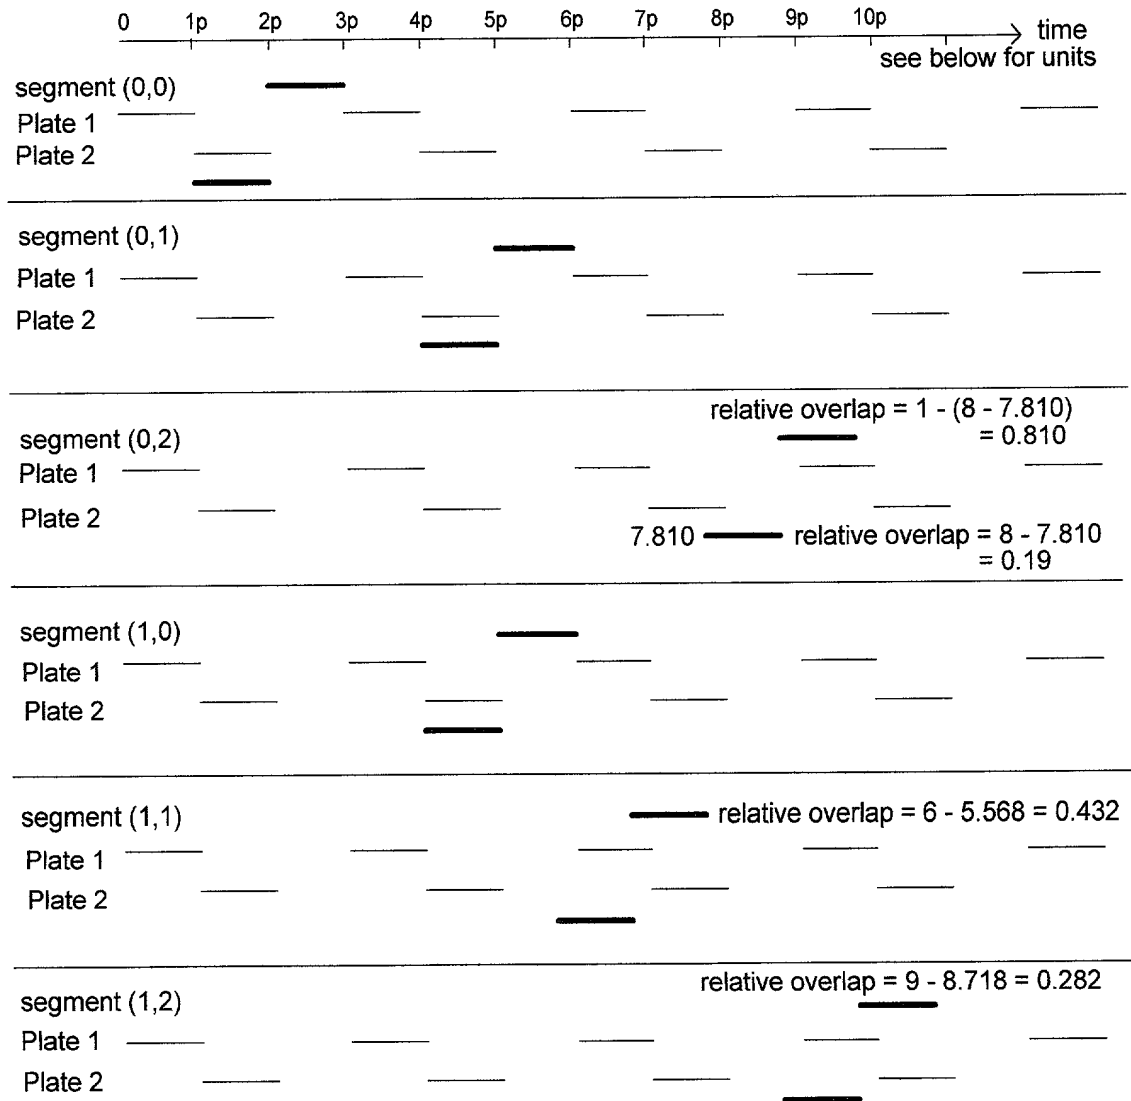 0 1p 2p 3p 4p 5p 6p 7p 8p 9p 10p
time
see below for units
segment (0,0)
Plate 1
Plate 2
segment (0,1)
Plate 1
Plate 2
relative overlap = 1 - (8 - 7.810)
= 0.810
segment (0,2)
Plate 1
Plate 2
7.810 relative overlap = 8 - 7.810
= 0.19
segment (1,0)
Plate 1
Plate 2
segment (1,1) relative overlap = 6 - 5.568 = 0.432
Plate 1
Plate 2
relative overlap = 9 - 8.718 = 0.282
segment (1,2)
Plate 1
Plate 2